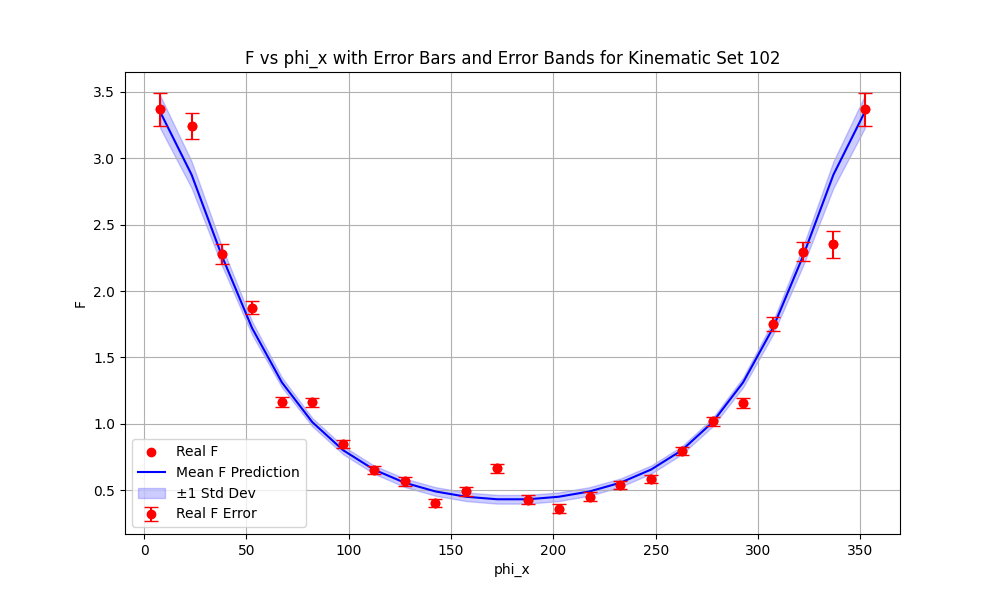 F vs phi_x with Error Bars and Error Bands for Kinematic Set 102
3.5
3.0
2.5
2.0
1.5
1.0
0.5
F
Real F
Mean F Prediction
±1 Std Dev
Real F Error
0 50 100 150 200 250 300 350
phi_x